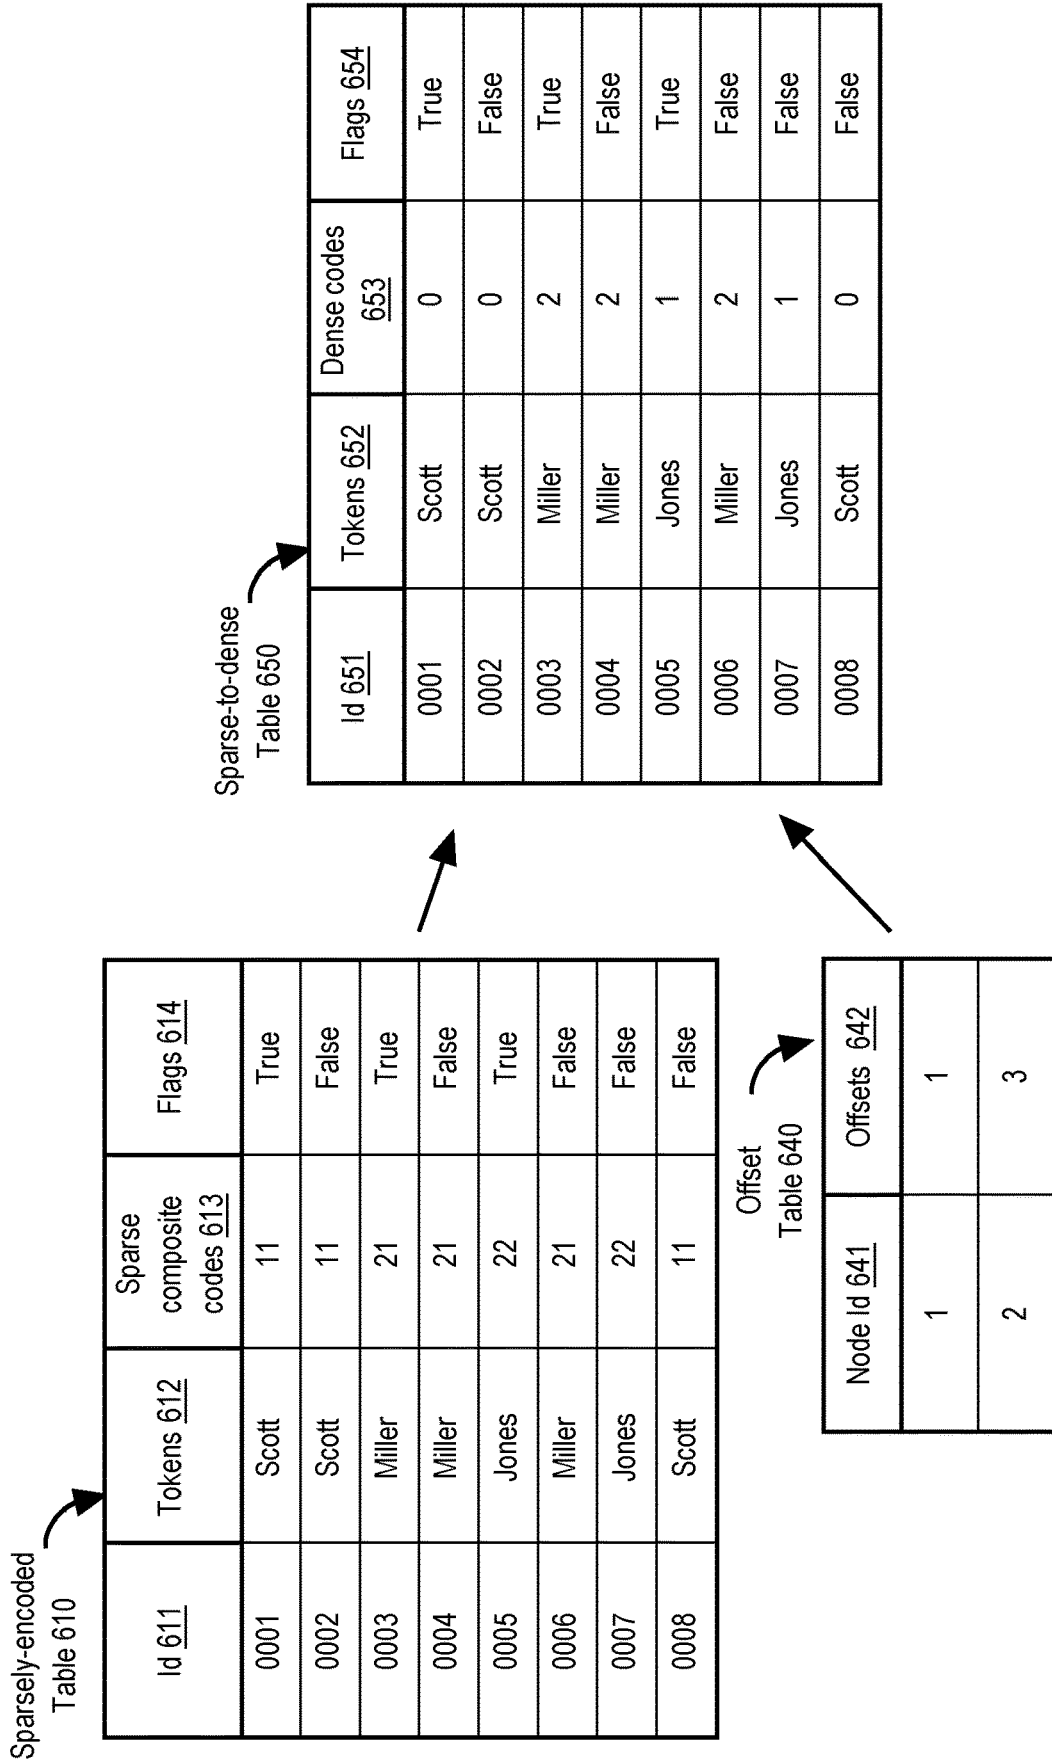 Sparsely-encoded
Table 610
Id 611 Tokens 612 Sparse composite codes 613 Flags 614
0001 Scott 11 True
0002 Scott 11 False
0003 Miller 21 True
0004 Miller 21 False
0005 Jones 22 True
0006 Miller 21 False
0007 Jones 22 False
0008 Scott 11 False
Offset
Table 640
Node Id 641 Offsets 642
1 1
2 3
Sparse-to-dense
Table 650
Id 651 Tokens 652 Dense codes 653 Flags 654
0001 Scott 0 True
0002 Scott 0 False
0003 Miller 2 True
0004 Miller 2 False
0005 Jones 1 True
0006 Miller 2 False
0007 Jones 1 False
0008 Scott 0 False